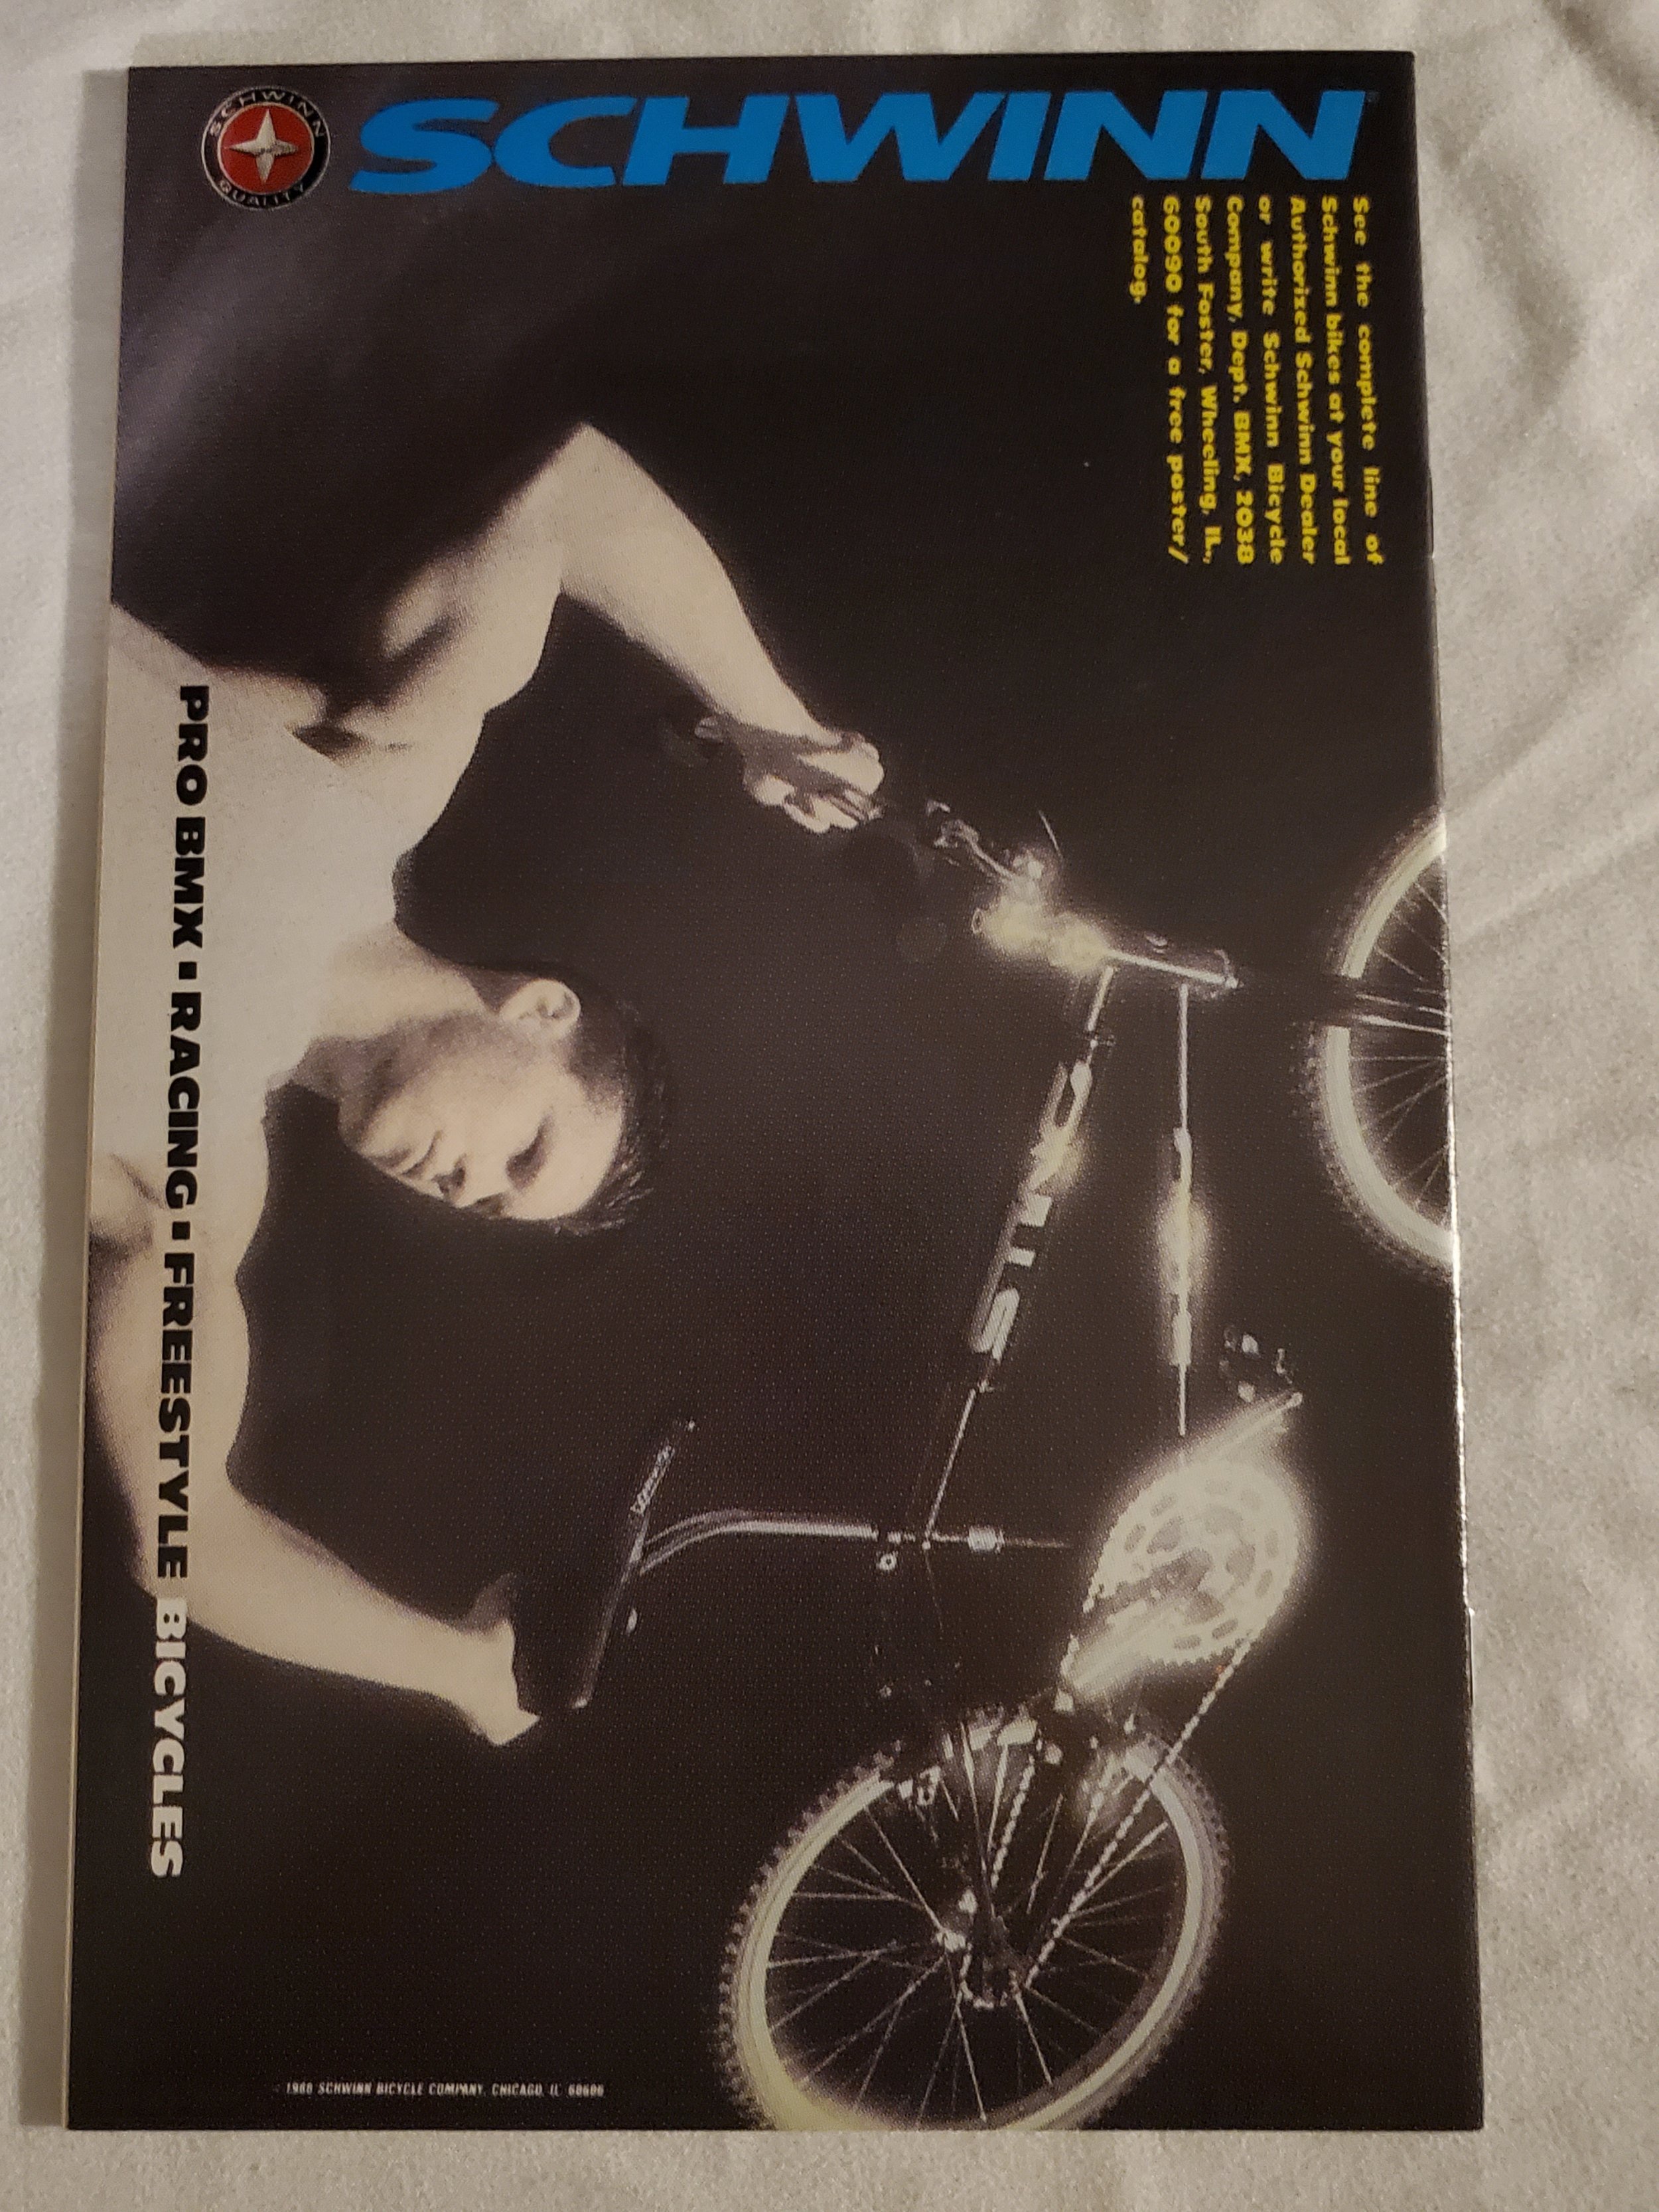 SCHWINN
QUALITY
SCHWINN
See the complete line of
Schwinn bikes at your local
Authorized Schwinn Dealer
or write Schwinn Bicycle
Company, Dept. BMX, 2038
South Foster, Wheeling, IL,
60090 for a free poster/
catalog.
STING
PRO BMX ▪ RACING ▪ FREESTYLE BICYCLES
1988 SCHWINN BICYCLE COMPANY, CHICAGO, IL 60606